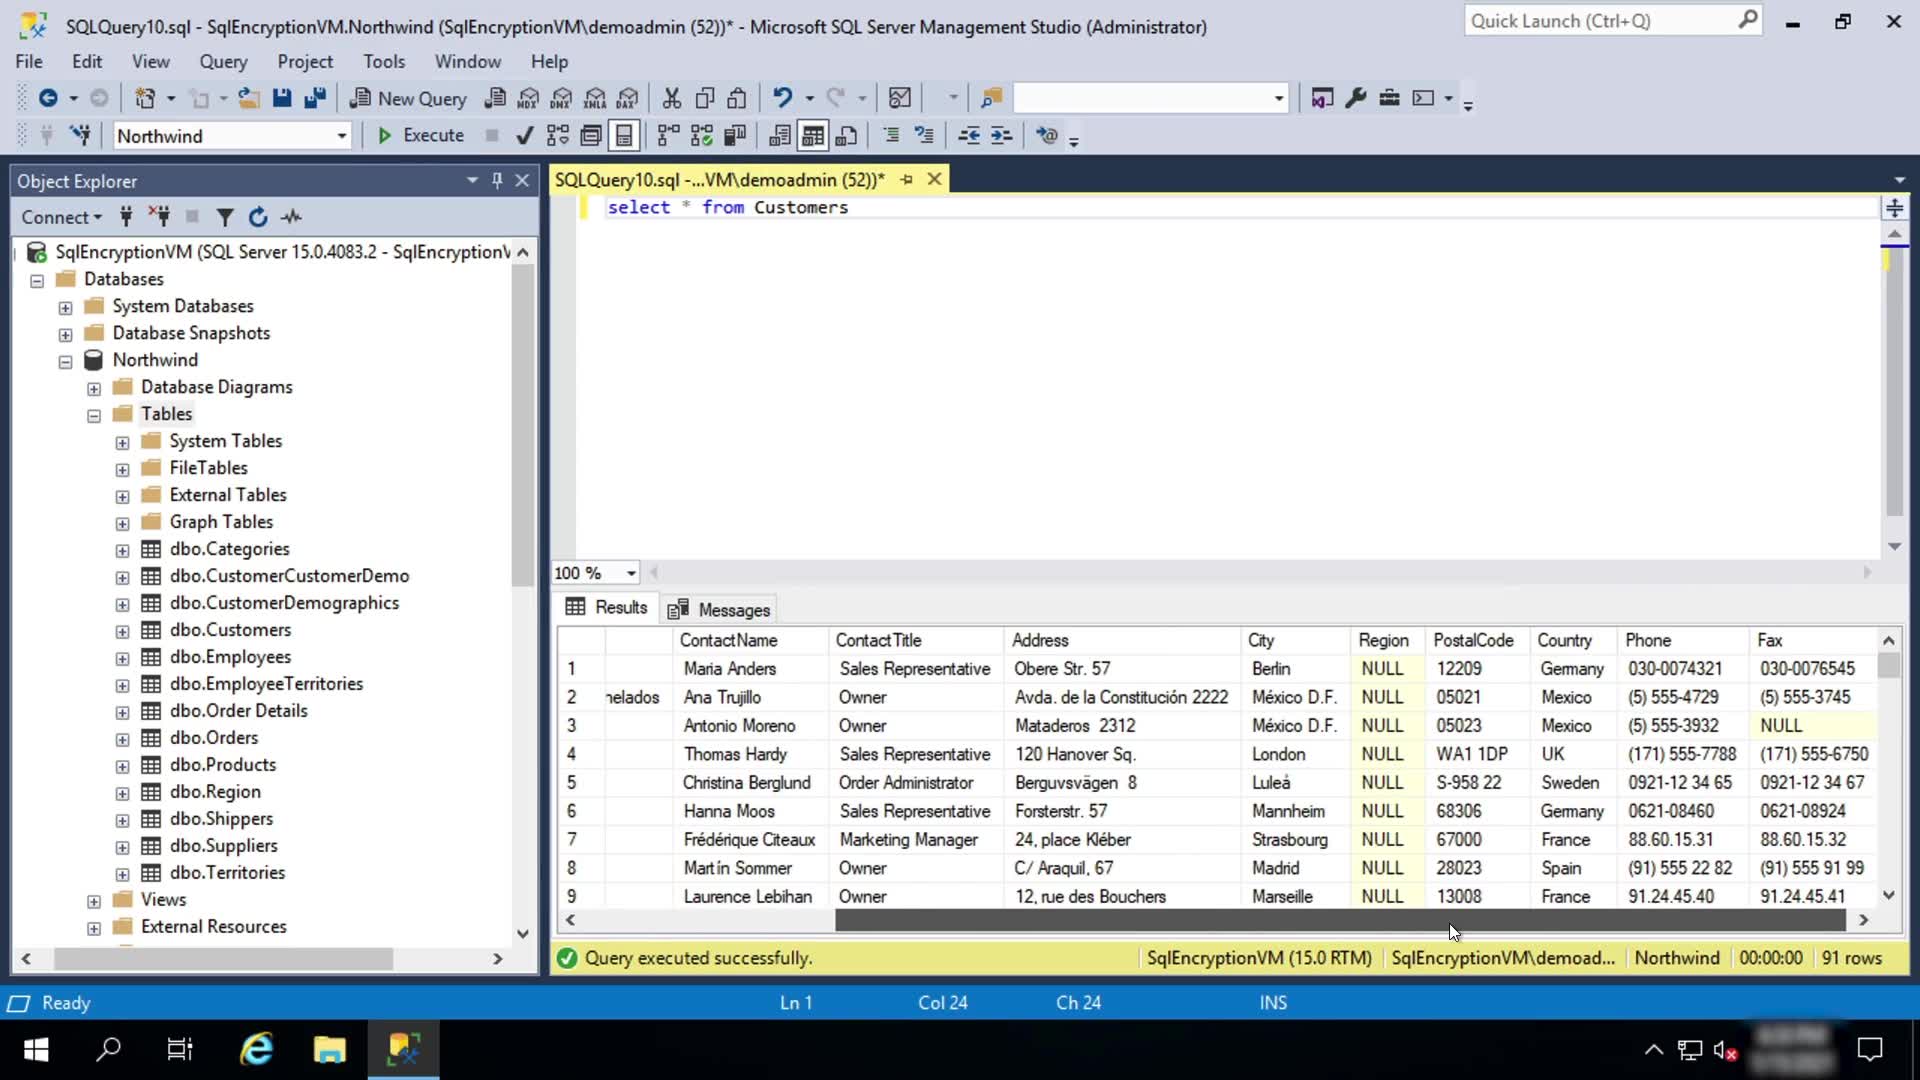 SQLQuery10.sql - SqlEncryptionVM.Northwind (SqlEncryptionVM\demoadmin (52))* - Microsoft SQL Server Management Studio (Administrator)
Quick Launch (Ctrl+Q)
File Edit View Query Project Tools Window Help
New Query MDX DMX XMLA DAX
Northwind Execute
Object Explorer
SQLQuery10.sql -...VM\demoadmin (52))*
Connect
select * from Customers
SqlEncryptionVM (SQL Server 15.0.4083.2 - SqlEncryptionV
Databases
System Databases
Database Snapshots
Northwind
Database Diagrams
Tables
System Tables
FileTables
External Tables
Graph Tables
dbo.Categories
dbo.CustomerCustomerDemo
dbo.CustomerDemographics
dbo.Customers
dbo.Employees
dbo.EmployeeTerritories
dbo.Order Details
dbo.Orders
dbo.Products
dbo.Region
dbo.Shippers
dbo.Suppliers
dbo.Territories
Views
External Resources
100 %
Results Messages
ContactName ContactTitle Address City Region PostalCode Country Phone Fax
1 Maria Anders Sales Representative Obere Str. 57 Berlin NULL 12209 Germany 030-0074321 030-0076545
2 helados Ana Trujillo Owner Avda. de la Constitución 2222 México D.F. NULL 05021 Mexico (5) 555-4729 (5) 555-3745
3 Antonio Moreno Owner Mataderos 2312 México D.F. NULL 05023 Mexico (5) 555-3932 NULL
4 Thomas Hardy Sales Representative 120 Hanover Sq. London NULL WA1 1DP UK (171) 555-7788 (171) 555-6750
5 Christina Berglund Order Administrator Berguvsvägen 8 Luleå NULL S-958 22 Sweden 0921-12 34 65 0921-12 34 67
6 Hanna Moos Sales Representative Forsterstr. 57 Mannheim NULL 68306 Germany 0621-08460 0621-08924
7 Frédérique Citeaux Marketing Manager 24, place Kléber Strasbourg NULL 67000 France 88.60.15.31 88.60.15.32
8 Martín Sommer Owner C/ Araquil, 67 Madrid NULL 28023 Spain (91) 555 22 82 (91) 555 91 99
9 Laurence Lebihan Owner 12, rue des Bouchers Marseille NULL 13008 France 91.24.45.40 91.24.45.41
Query executed successfully. SqlEncryptionVM (15.0 RTM) SqlEncryptionVM\demoad... Northwind 00:00:00 91 rows
Ready Ln 1 Col 24 Ch 24 INS